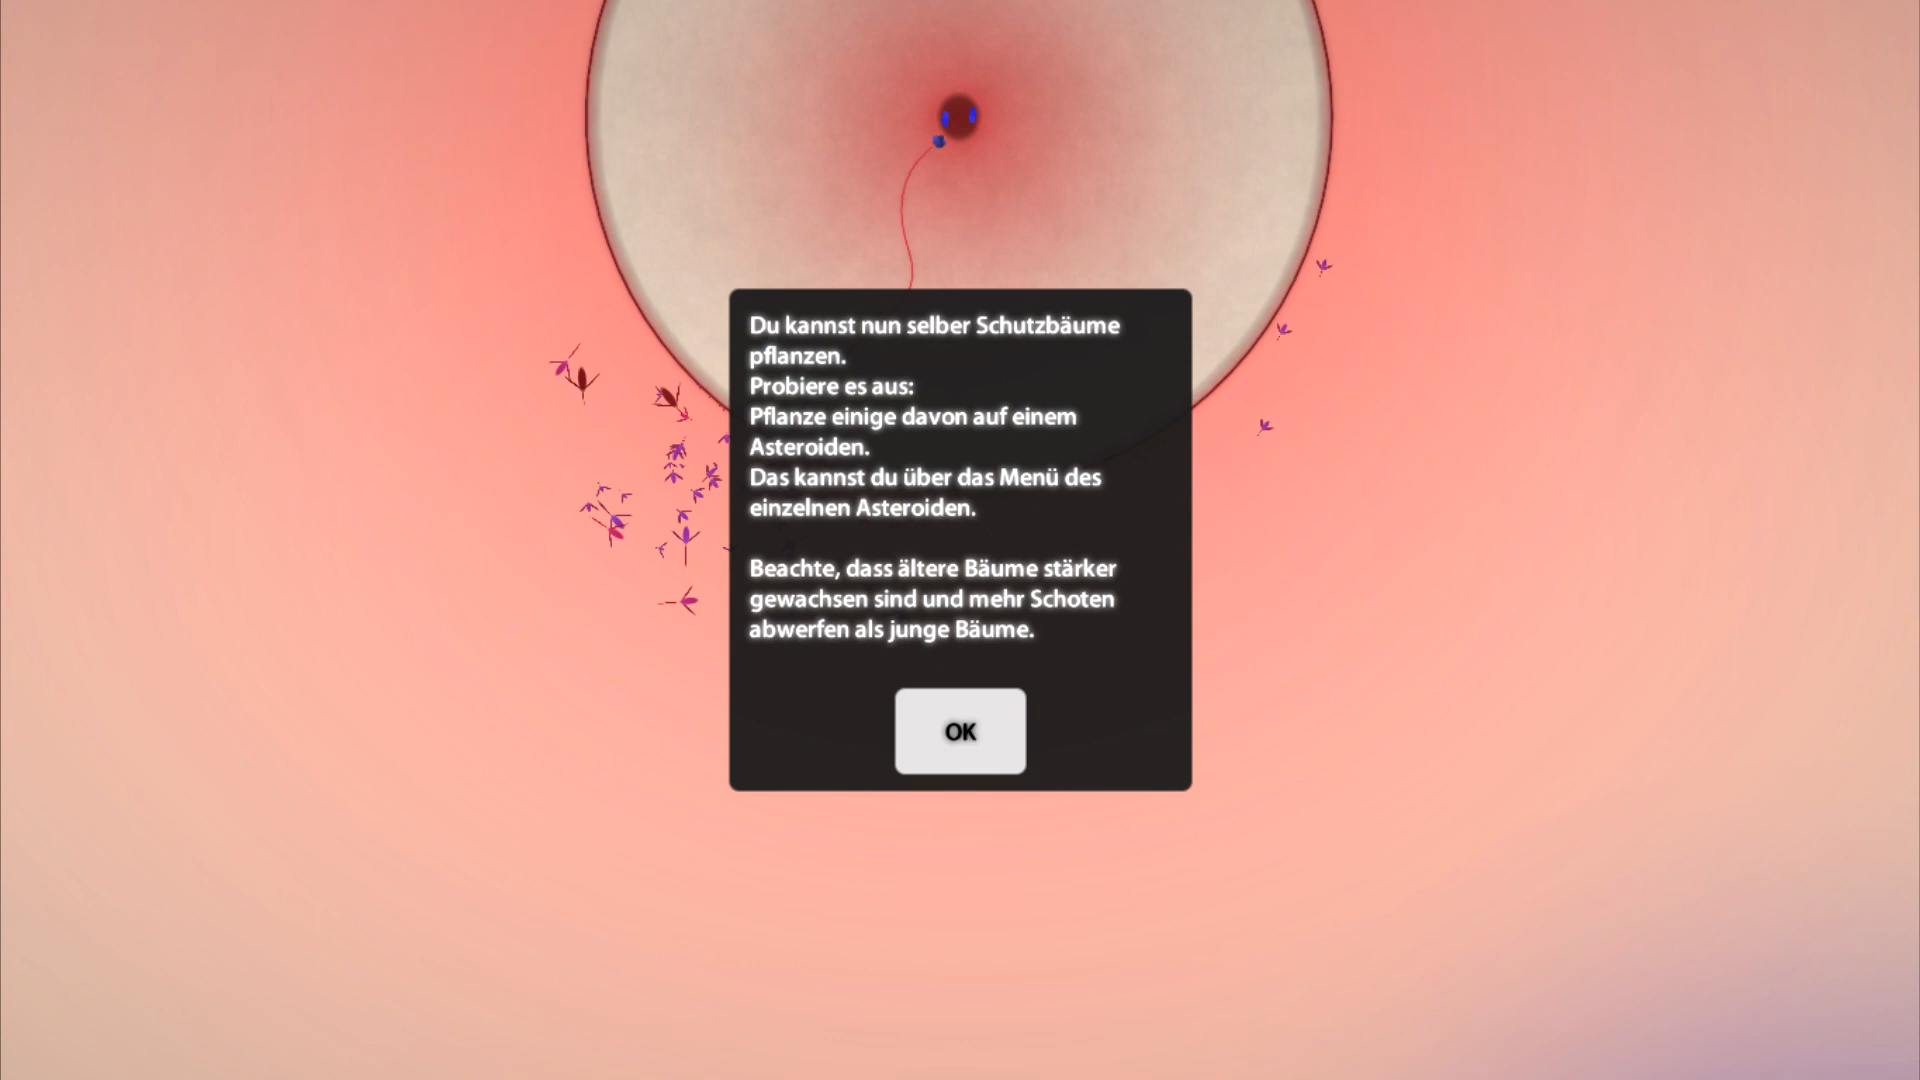 Du kannst nun selber Schutzbäume
pflanzen.
Probiere es aus:
Pflanze einige davon auf einem
Asteroiden.
Das kannst du über das Menü des
einzelnen Asteroiden.
Beachte, dass ältere Bäume stärker
gewachsen sind und mehr Schoten
abwerfen als junge Bäume.
OK